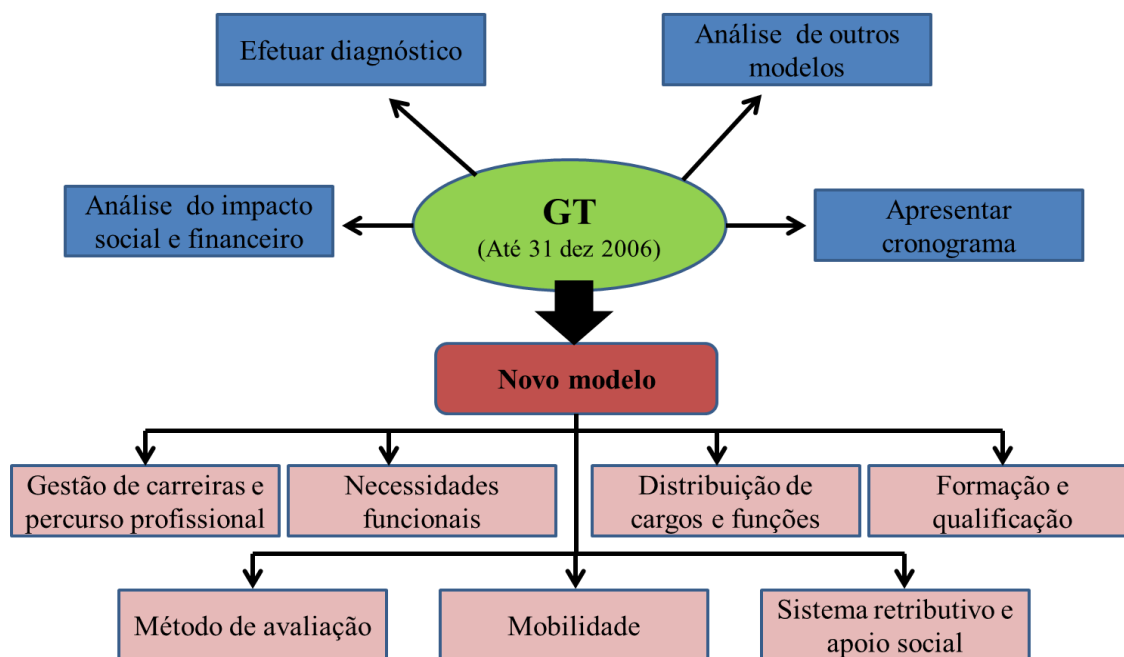 Efetuar diagnóstico
Análise de outros
modelos
Análise do impacto
social e financeiro
GT
(Até 31 dez 2006)
Apresentar
cronograma
Novo modelo
Gestão de carreiras e
percurso profissional
Necessidades
funcionais
Distribuição de
cargos e funções
Formação e
qualificação
Método de avaliação
Mobilidade
Sistema retributivo e
apoio social